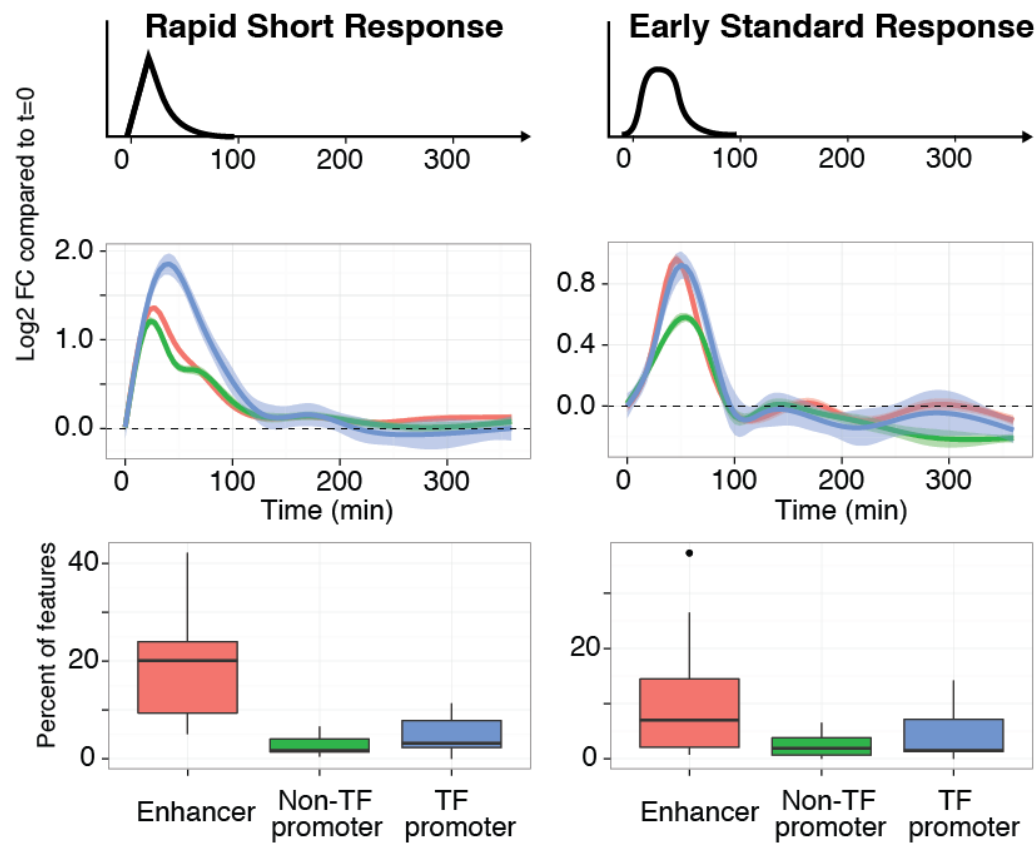 Rapid Short Response
Early Standard Response
0 100 200 300
0 100 200 300
Log2 FC compared to t=0
2.0
1.0
0.0
0 100 200 300
Time (min)
0.8
0.4
0.0
0 100 200 300
Time (min)
Percent of features
40
20
0
Enhancer
Non-TF
promoter
TF
promoter
20
0
Enhancer
Non-TF
promoter
TF
promoter